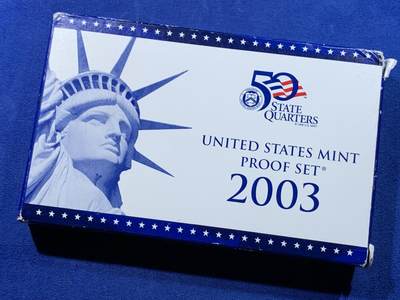 50
STATE
QUARTERS
UNITED STATES MINT
PROOF SET®
2003